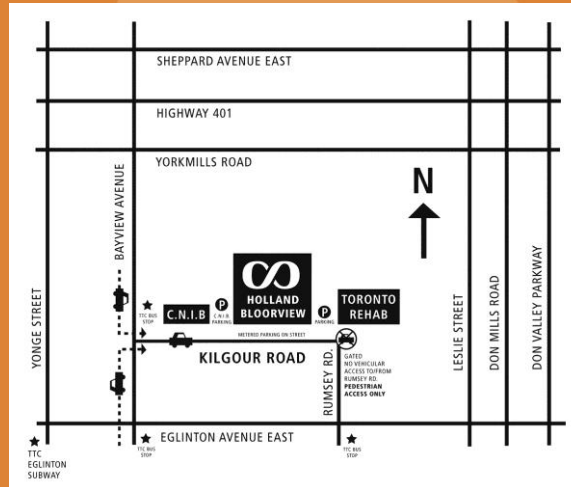 SHEPPARD AVENUE EAST
HIGHWAY 401
YORKMILLS ROAD
BAYVIEW AVENUE
N
YONGE STREET
LESLIE STREET
DON MILLS ROAD
DON VALLEY PARKWAY
TTC BUS
STOP
C.N.I.B
P
C.N.I.B
PARKING
HOLLAND
BLOORVIEW
P
PARKING
TORONTO
REHAB
METERED PARKING ON STREET
KILGOUR ROAD
RUMSEY RD.
GATED
NO VEHICULAR
ACCESS TO/FROM
RUMSEY RD.
PEDESTRIAN
ACCESS ONLY
EGLINTON AVENUE EAST
TTC
EGLINTON
SUBWAY
TTC BUS
STOP
TTC BUS
STOP